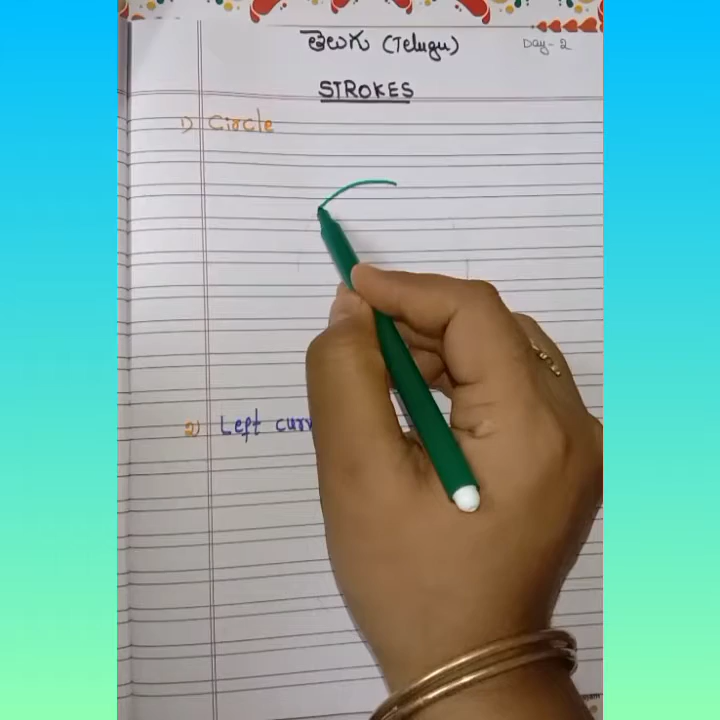 తెలుగు (Telugu)
Day- 2
STROKES
1) Circle
2) Left